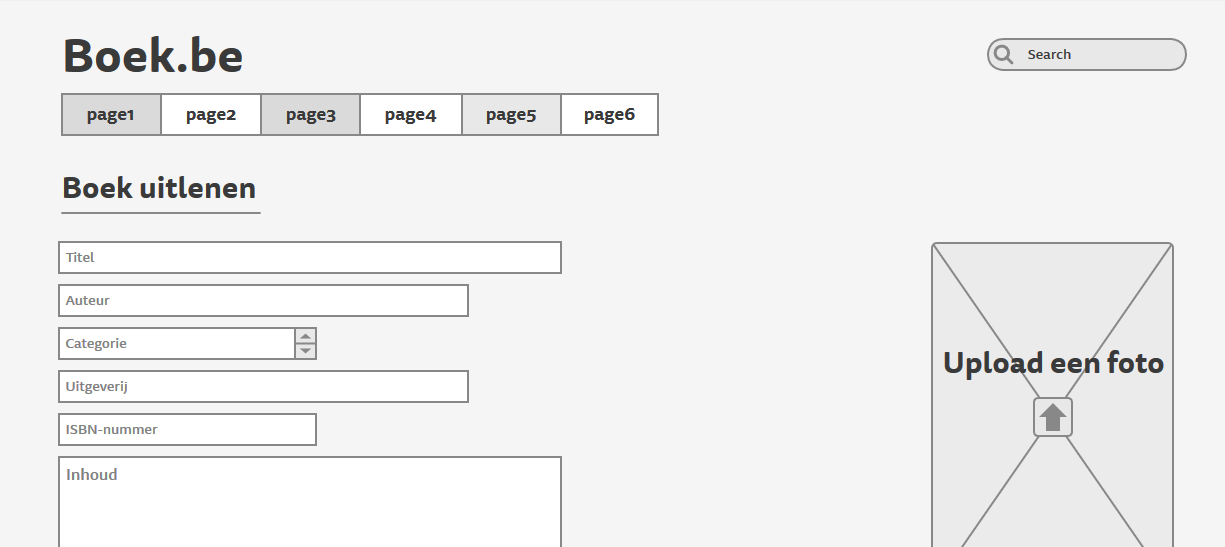 Boek.be
Search
page1 page2 page3 page4 page5 page6
Boek uitlenen
Titel
Auteur
Categorie
Uitgeverij
ISBN-nummer
Inhoud
Upload een foto